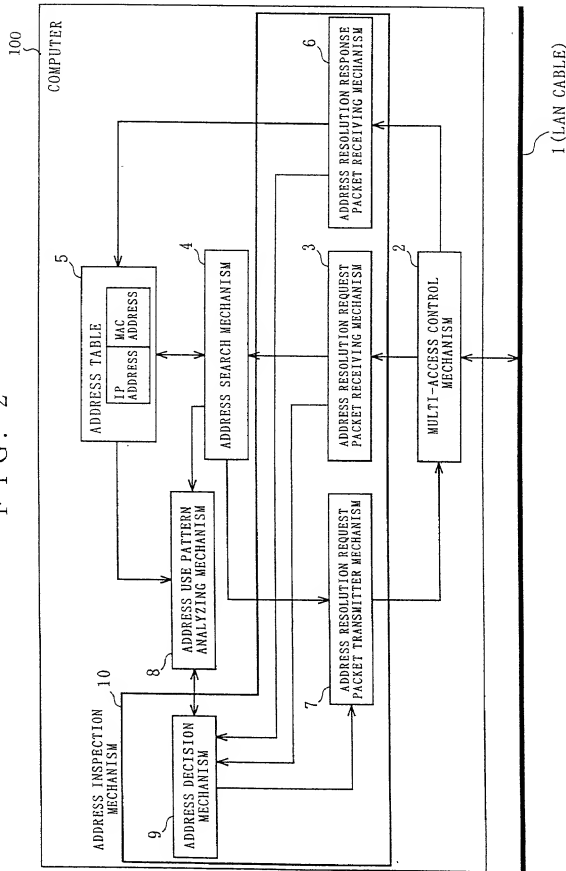 FIG. 2
100
COMPUTER
5
ADDRESS TABLE
IP
ADDRESS
MAC
ADDRESS
4
ADDRESS SEARCH MECHANISM
8
ADDRESS USE PATTERN
ANALYZING MECHANISM
ADDRESS INSPECTION
MECHANISM
10
9
ADDRESS DECISION
MECHANISM
6
ADDRESS RESOLUTION RESPONSE
PACKET RECEIVING MECHANISM
3
ADDRESS RESOLUTION REQUEST
PACKET RECEIVING MECHANISM
7
ADDRESS RESOLUTION REQUEST
PACKET TRANSMITTER MECHANISM
2
MULTI-ACCESS CONTROL
MECHANISM
1 (LAN CABLE)